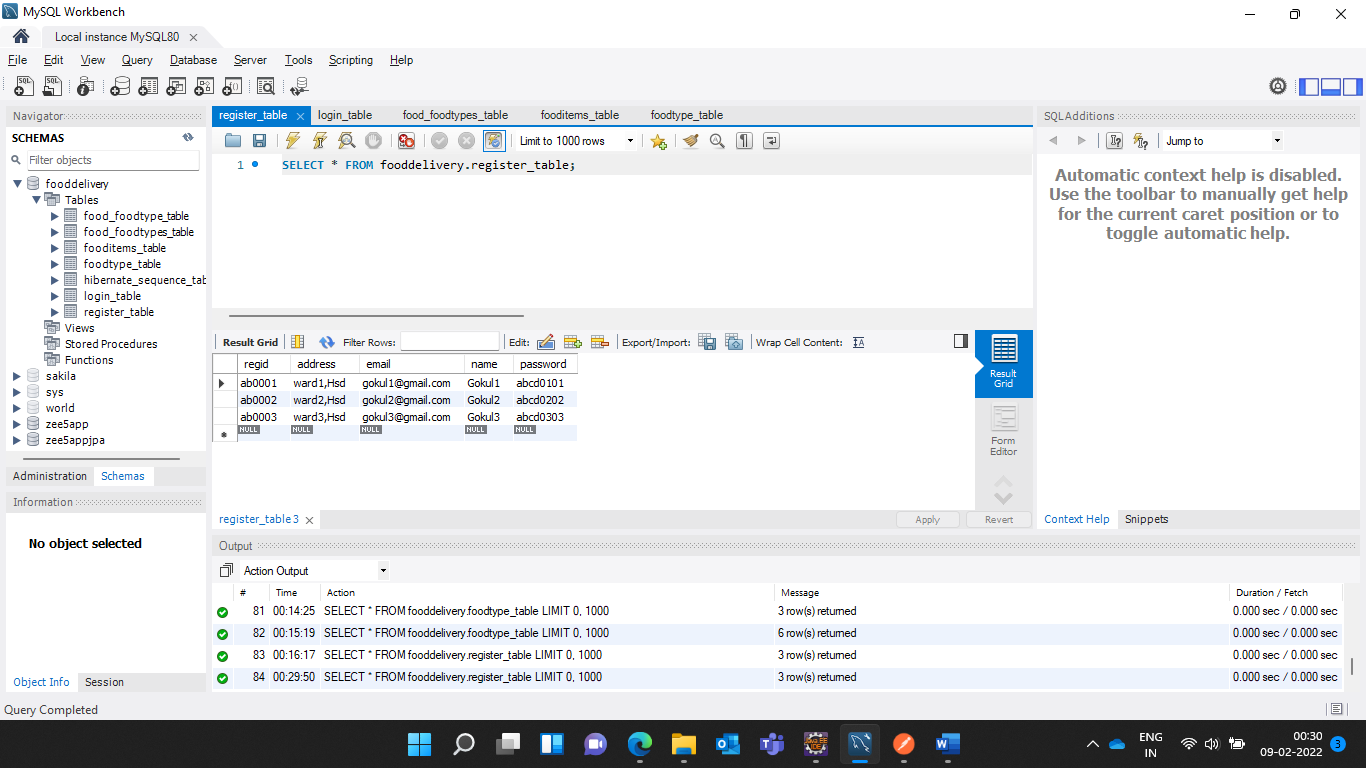 MySQL Workbench
Local instance MySQL80
File Edit View Query Database Server Tools Scripting Help
Navigator
SCHEMAS
Filter objects
fooddelivery
Tables
food_foodtype_table
food_foodtypes_table
fooditems_table
foodtype_table
hibernate_sequence_tab
login_table
register_table
Views
Stored Procedures
Functions
sakila
sys
world
zee5app
zee5appjpa
Administration Schemas
Information
No object selected
Object Info Session
register_table login_table food_foodtypes_table fooditems_table foodtype_table
Limit to 1000 rows
1 SELECT * FROM fooddelivery.register_table;
Result Grid Filter Rows: Edit: Export/Import: Wrap Cell Content:
regid address email name password
ab0001 ward1,Hsd gokul1@gmail.com Gokul1 abcd0101
ab0002 ward2,Hsd gokul2@gmail.com Gokul2 abcd0202
ab0003 ward3,Hsd gokul3@gmail.com Gokul3 abcd0303
NULL NULL NULL NULL NULL
Result
Grid
Form
Editor
register_table 3
Apply Revert
SQLAdditions
Jump to
Automatic context help is disabled.
Use the toolbar to manually get help
for the current caret position or to
toggle automatic help.
Context Help Snippets
Output
Action Output
# Time Action Message Duration / Fetch
81 00:14:25 SELECT * FROM fooddelivery.foodtype_table LIMIT 0, 1000 3 row(s) returned 0.000 sec / 0.000 sec
82 00:15:19 SELECT * FROM fooddelivery.foodtype_table LIMIT 0, 1000 6 row(s) returned 0.000 sec / 0.000 sec
83 00:16:17 SELECT * FROM fooddelivery.register_table LIMIT 0, 1000 3 row(s) returned 0.000 sec / 0.000 sec
84 00:29:50 SELECT * FROM fooddelivery.register_table LIMIT 0, 1000 3 row(s) returned 0.000 sec / 0.000 sec
Query Completed
ENG
IN
00:30
09-02-2022
3